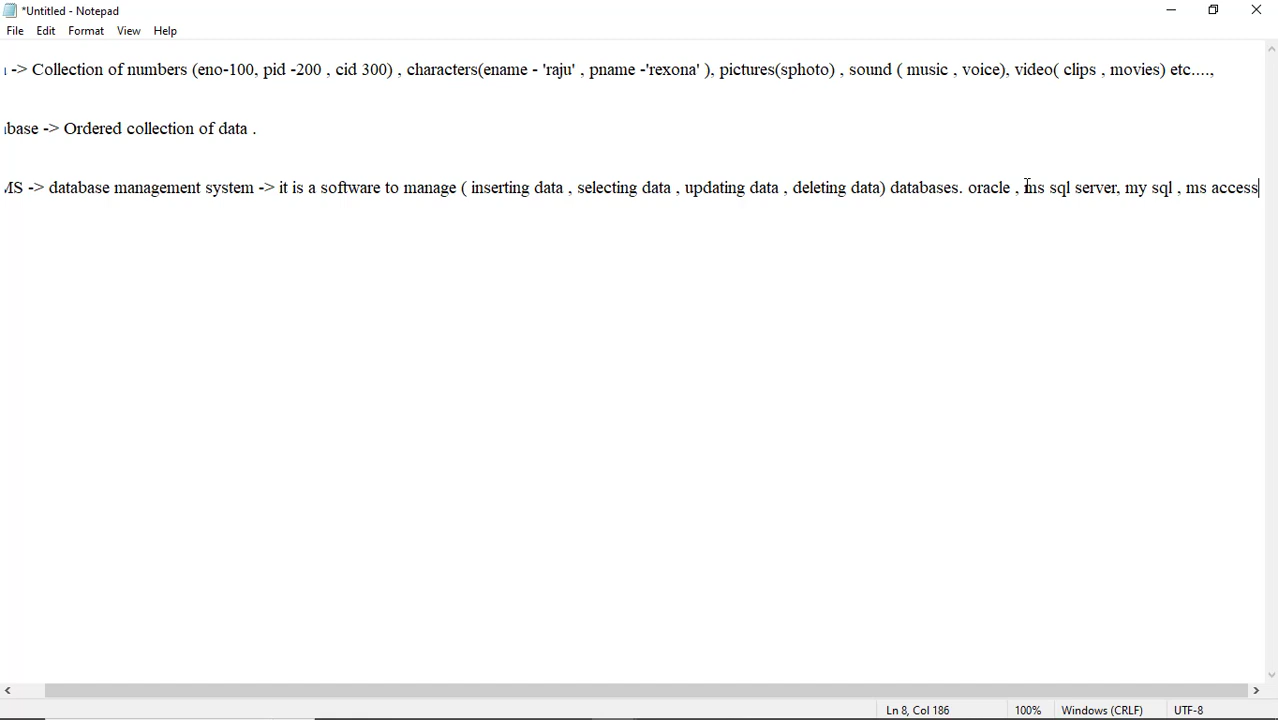 *Untitled - Notepad
File Edit Format View Help
-> Collection of numbers (eno-100, pid -200 , cid 300) , characters(ename - 'raju' , pname -'rexona' ), pictures(sphoto) , sound ( music , voice), video( clips , movies) etc....,
base -> Ordered collection of data .
MS -> database management system -> it is a software to manage ( inserting data , selecting data , updating data , deleting data) databases. oracle , ms sql server, my sql , ms access
Ln 8, Col 186 100% Windows (CRLF) UTF-8